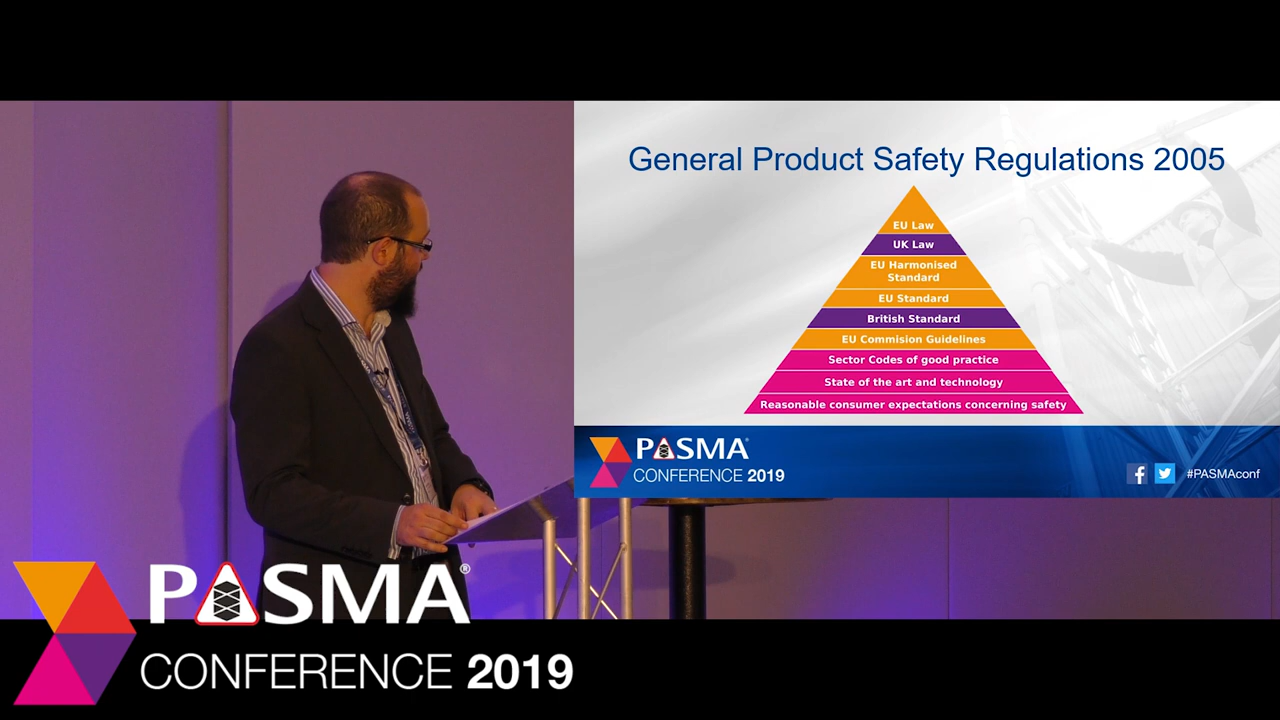 General Product Safety Regulations 2005
EU Law
UK Law
EU Harmonised
Standard
EU Standard
British Standard
EU Commision Guidelines
Sector Codes of good practice
State of the art and technology
Reasonable consumer expectations concerning safety
PASMA®
CONFERENCE 2019
#PASMAconf
PASMA®
CONFERENCE 2019